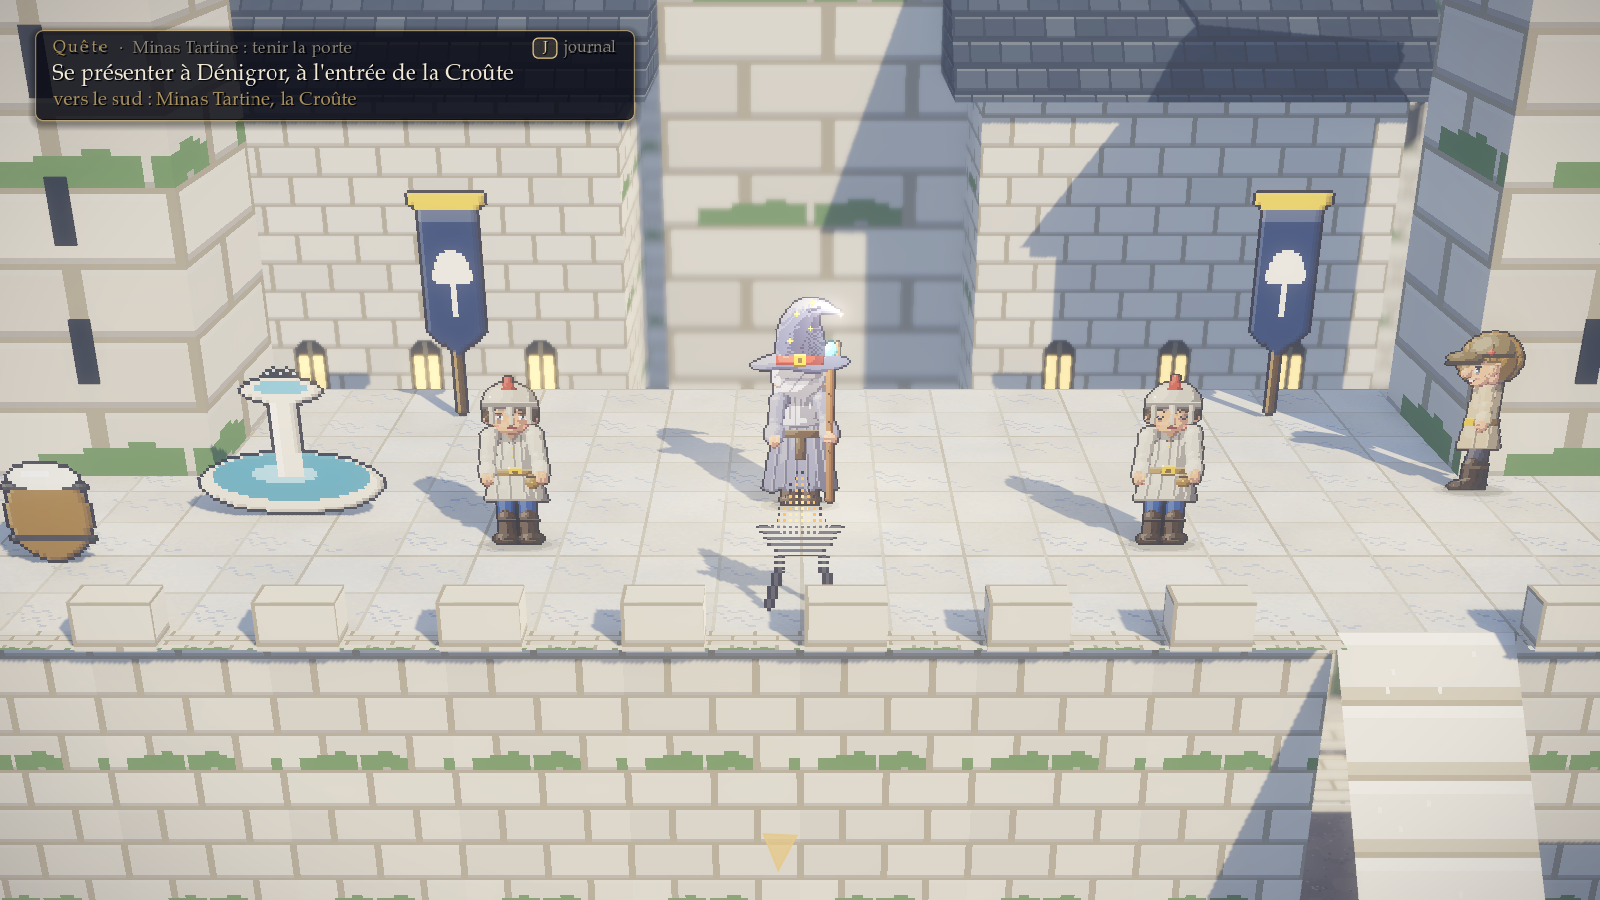 Quête · Minas Tartine : tenir la porte
J journal
Se présenter à Dénigror, à l'entrée de la Croûte
vers le sud : Minas Tartine, la Croûte